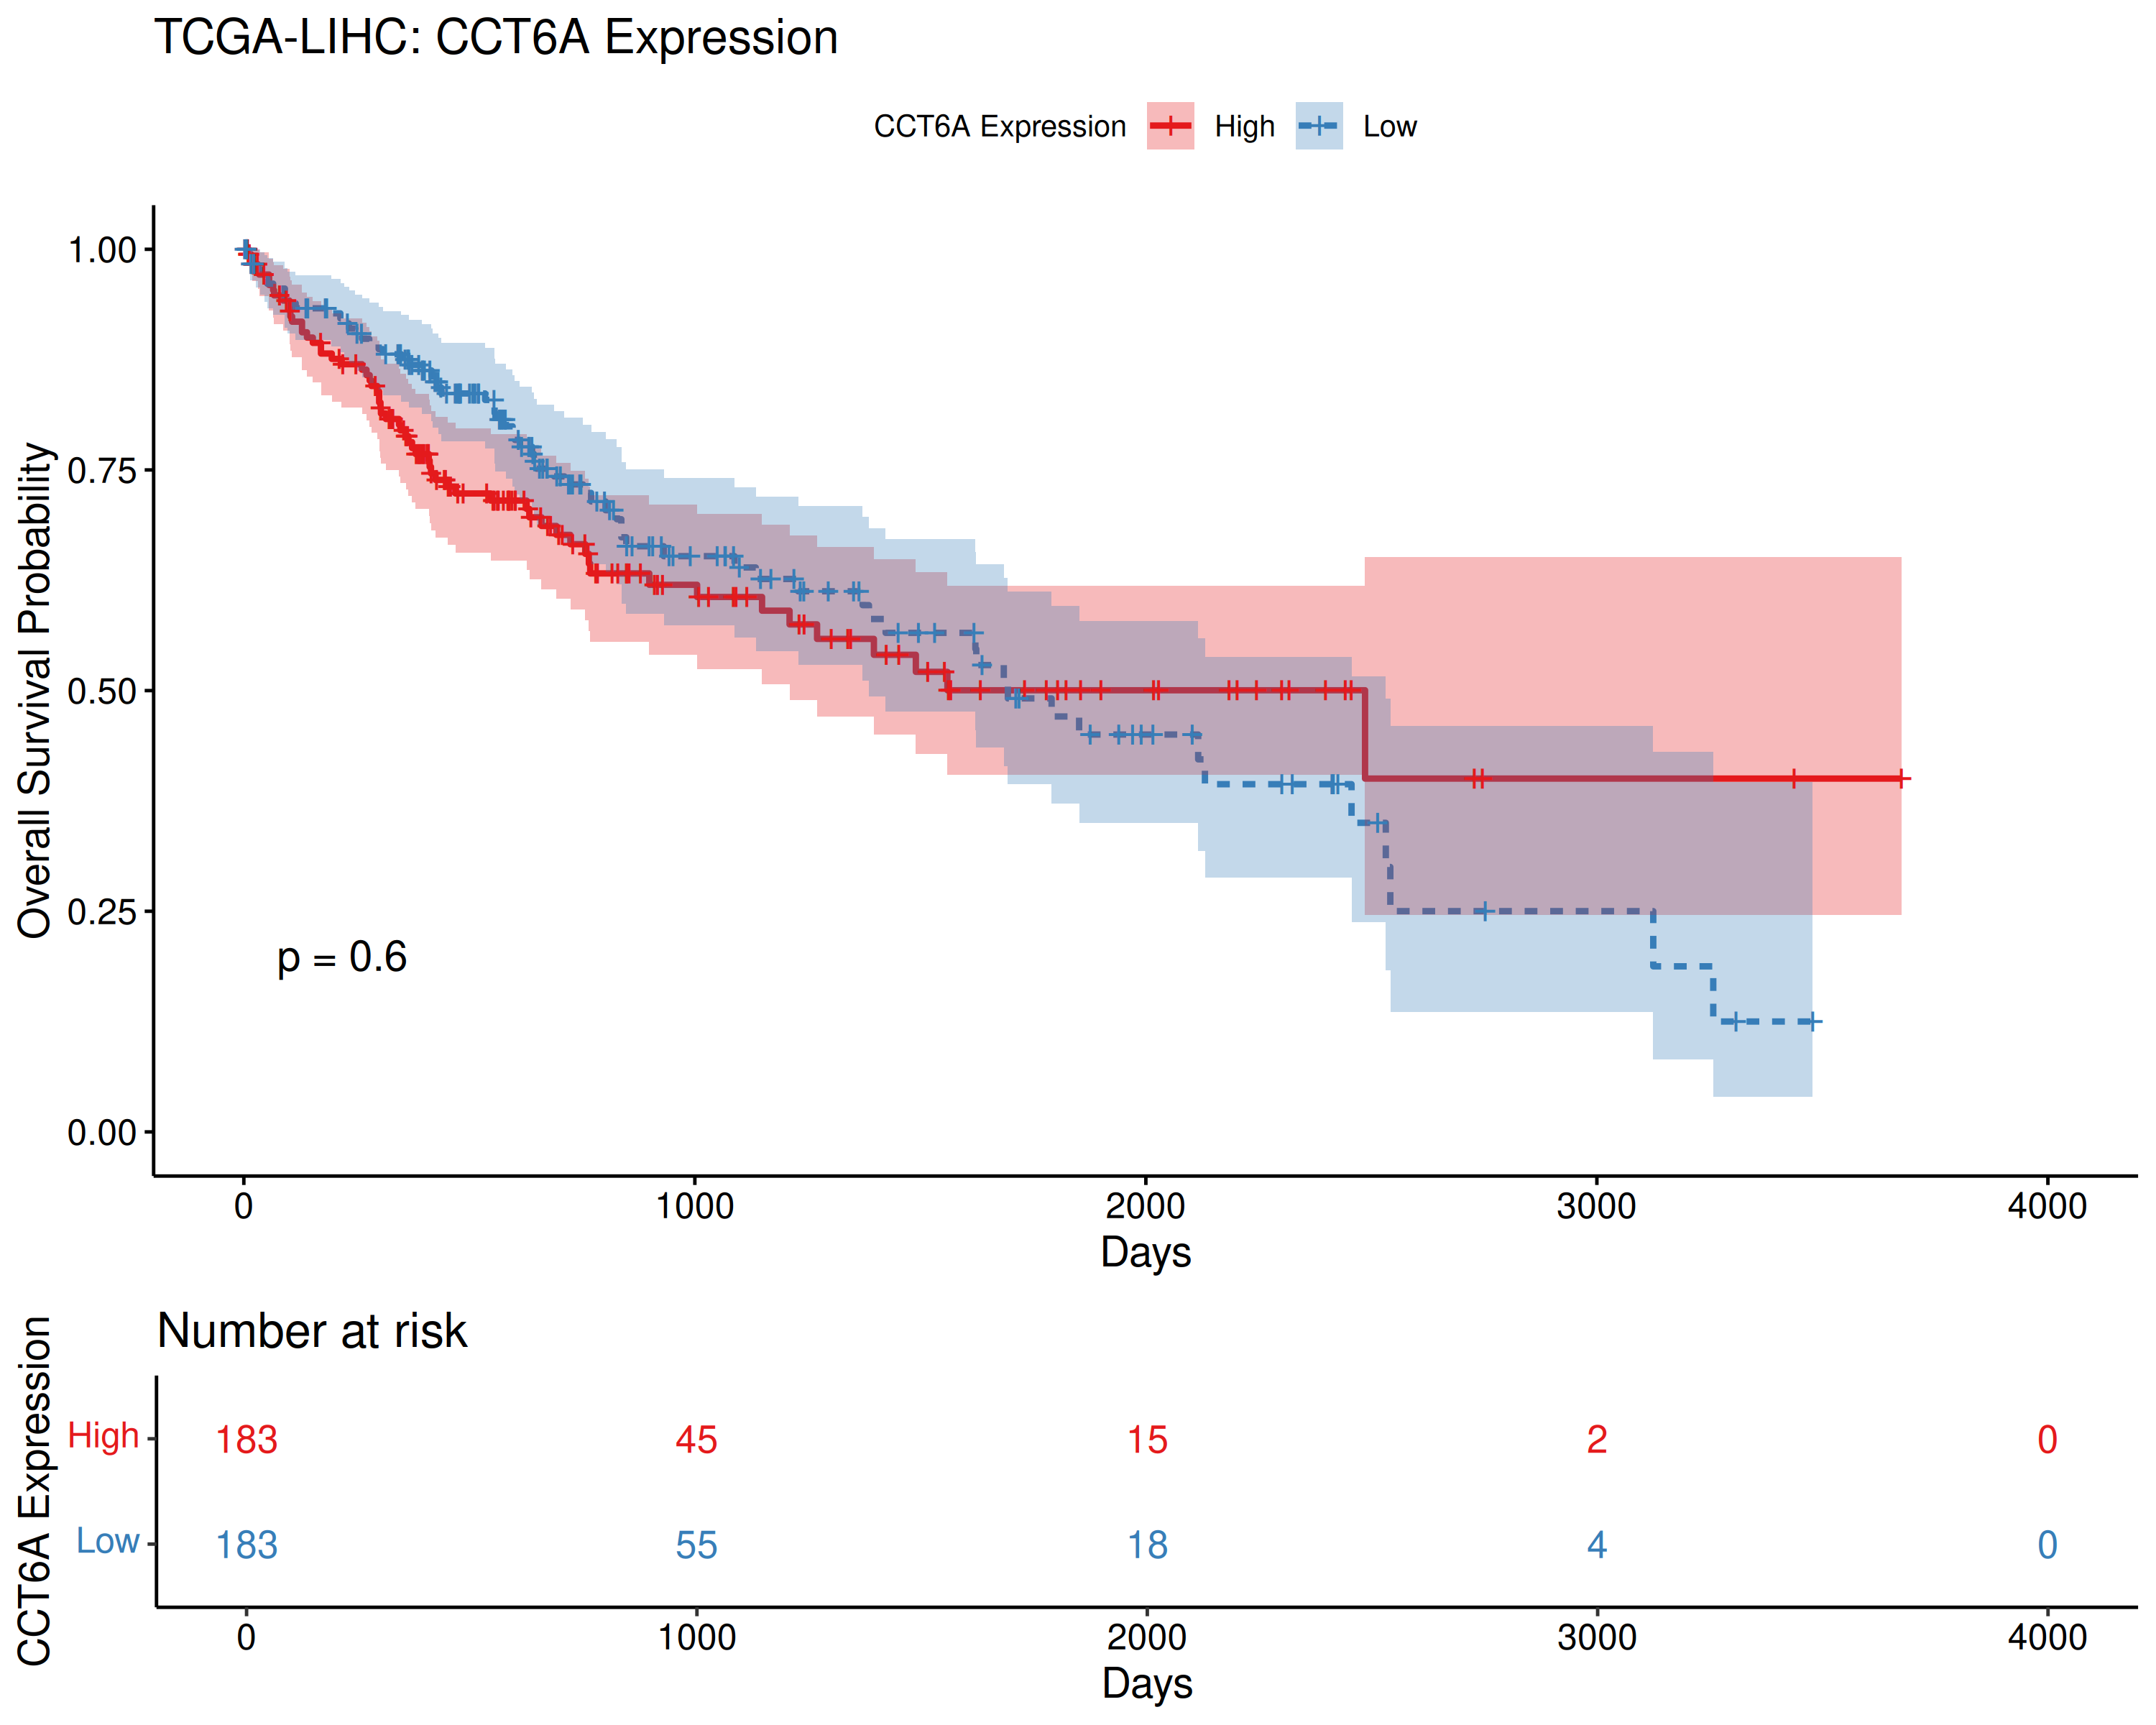 TCGA-LIHC: CCT6A Expression
CCT6A Expression High Low
Overall Survival Probability
1.00
0.75
0.50
0.25
0.00
p = 0.6
0 1000 2000 3000 4000
Days
Number at risk
CCT6A Expression
High 183 45 15 2 0
Low 183 55 18 4 0
0 1000 2000 3000 4000
Days